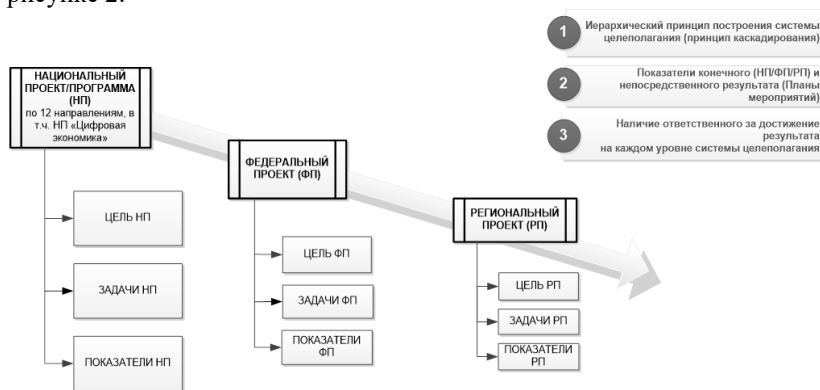 рисунке 2.
1
Иерархический принцип построения системы
целеполагания (принцип каскадирования)
2
Показатели конечного (НП/ФП/РП) и
непосредственного результата (Планы
мероприятий)
3
Наличие ответственного за достижение
результата
на каждом уровне системы целеполагания
НАЦИОНАЛЬНЫЙ
ПРОЕКТ/ПРОГРАММА
(НП)
по 12 направлениям, в
т.ч. НП «Цифровая
экономика»
ЦЕЛЬ НП
ЗАДАЧИ НП
ПОКАЗАТЕЛИ НП
ФЕДЕРАЛЬНЫЙ
ПРОЕКТ (ФП)
ЦЕЛЬ ФП
ЗАДАЧИ ФП
ПОКАЗАТЕЛИ
ФП
РЕГИОНАЛЬНЫЙ
ПРОЕКТ (РП)
ЦЕЛЬ РП
ЗАДАЧИ РП
ПОКАЗАТЕЛИ
РП